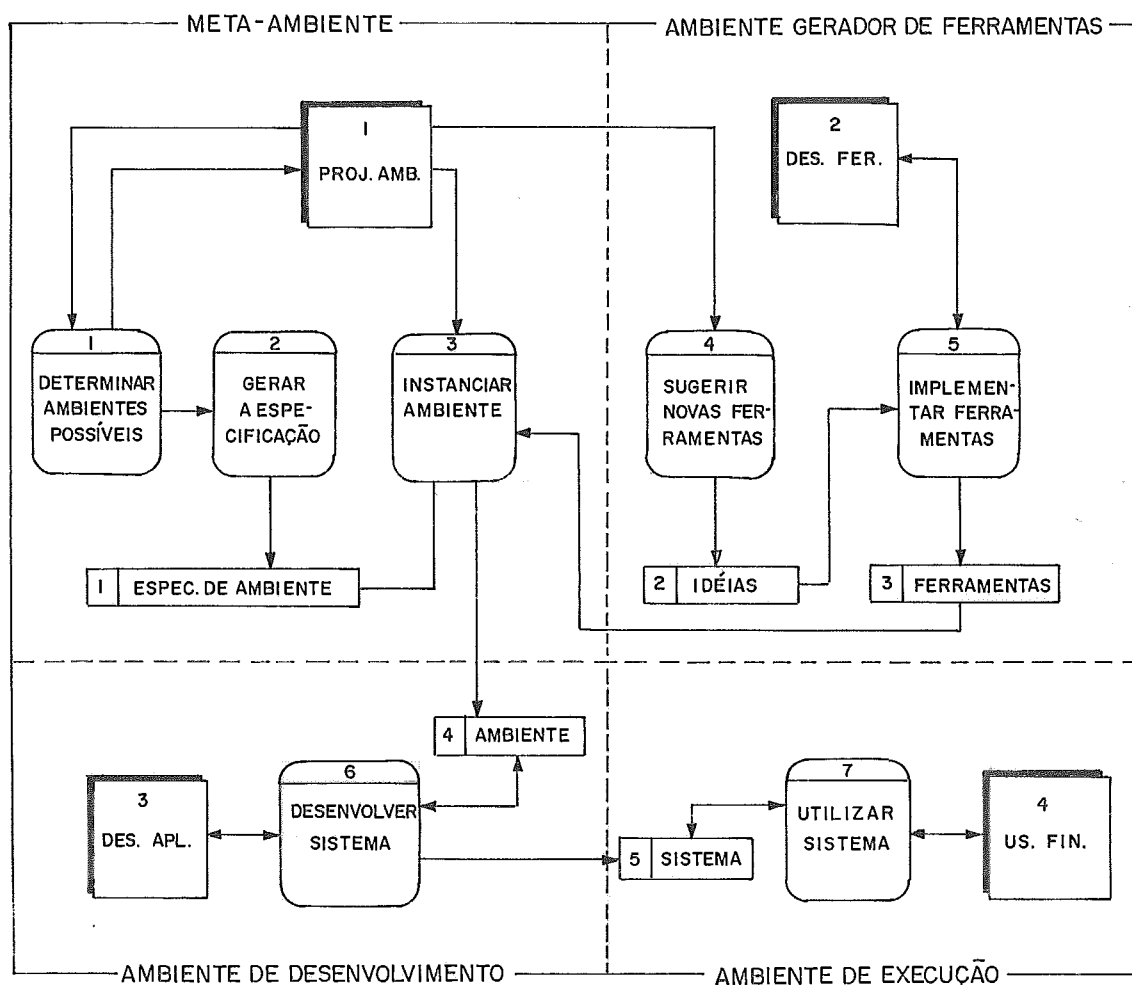 META-AMBIENTE
AMBIENTE GERADOR DE FERRAMENTAS
1
PROJ. AMB.
2
DES. FER.
1
DETERMINAR
AMBIENTES
POSSÍVEIS
2
GERAR
A ESPE-
CIFICAÇÃO
3
INSTANCIAR
AMBIENTE
4
SUGERIR
NOVAS FER-
RAMENTAS
5
IMPLEMEN-
TAR FERRA-
MENTAS
1 ESPEC. DE AMBIENTE
2 IDÉIAS
3 FERRAMENTAS
4 AMBIENTE
3
DES. APL.
6
DESENVOLVER
SISTEMA
5 SISTEMA
7
UTILIZAR
SISTEMA
4
US. FIN.
AMBIENTE DE DESENVOLVIMENTO
AMBIENTE DE EXECUÇÃO